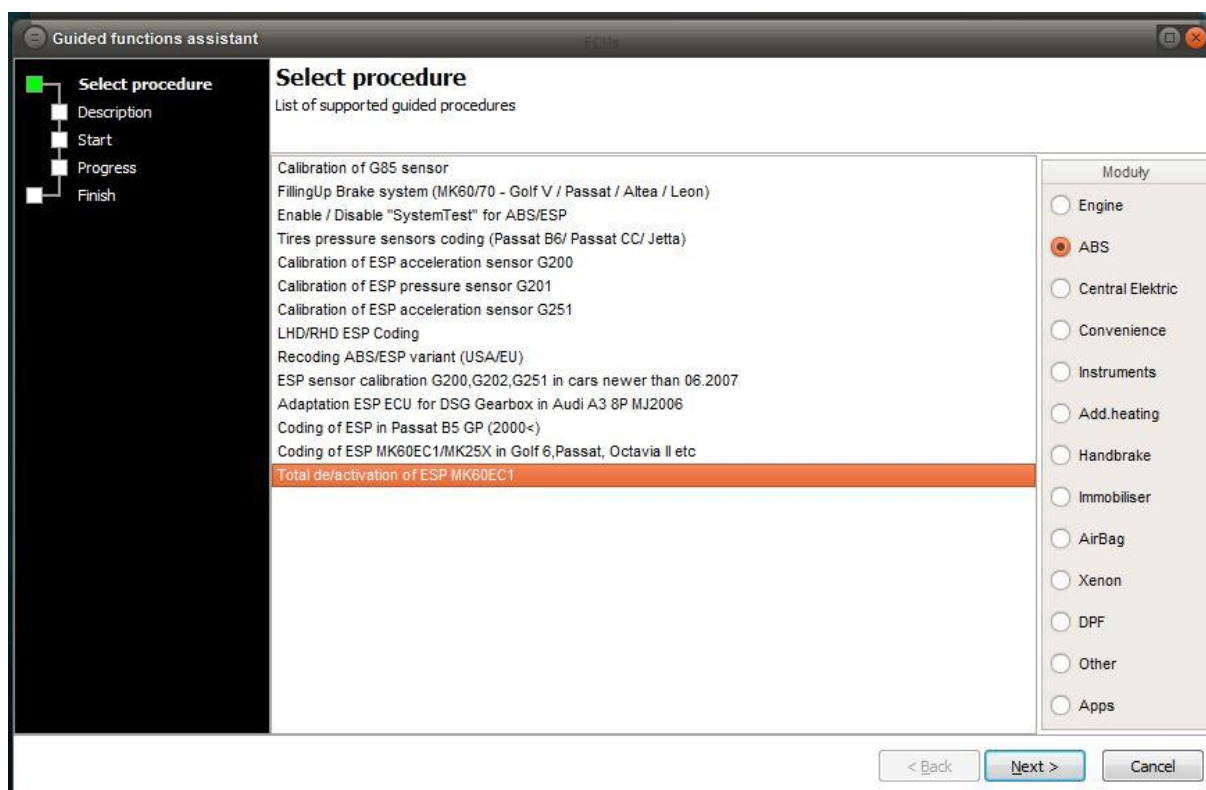 Guided functions assistant
ECUs
Select procedure
Description
Start
Progress
Finish
Select procedure
List of supported guided procedures
Calibration of G85 sensor
FillingUp Brake system (MK60/70 - Golf V / Passat / Altea / Leon)
Enable / Disable "SystemTest" for ABS/ESP
Tires pressure sensors coding (Passat B6/ Passat CC/ Jetta)
Calibration of ESP acceleration sensor G200
Calibration of ESP pressure sensor G201
Calibration of ESP acceleration sensor G251
LHD/RHD ESP Coding
Recoding ABS/ESP variant (USA/EU)
ESP sensor calibration G200,G202,G251 in cars newer than 06.2007
Adaptation ESP ECU for DSG Gearbox in Audi A3 8P MJ2006
Coding of ESP in Passat B5 GP (2000<)
Coding of ESP MK60EC1/MK25X in Golf 6,Passat, Octavia II etc
Total de/activation of ESP MK60EC1
Moduły
Engine
ABS
Central Elektric
Convenience
Instruments
Add.heating
Handbrake
Immobiliser
AirBag
Xenon
DPF
Other
Apps
< Back
Next >
Cancel